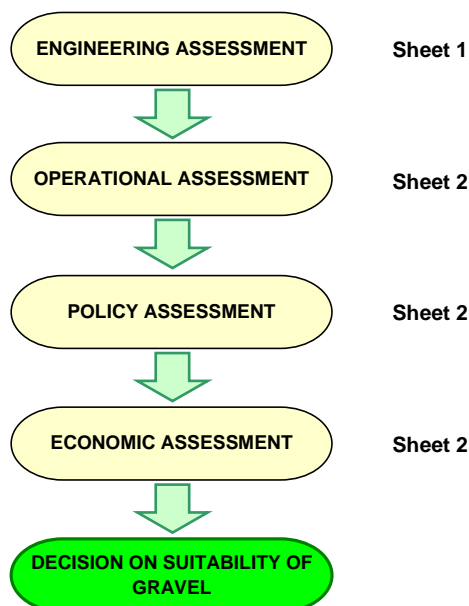 ENGINEERING ASSESSMENT Sheet 1
OPERATIONAL ASSESSMENT Sheet 2
POLICY ASSESSMENT Sheet 2
ECONOMIC ASSESSMENT Sheet 2
DECISION ON SUITABILITY OF
GRAVEL